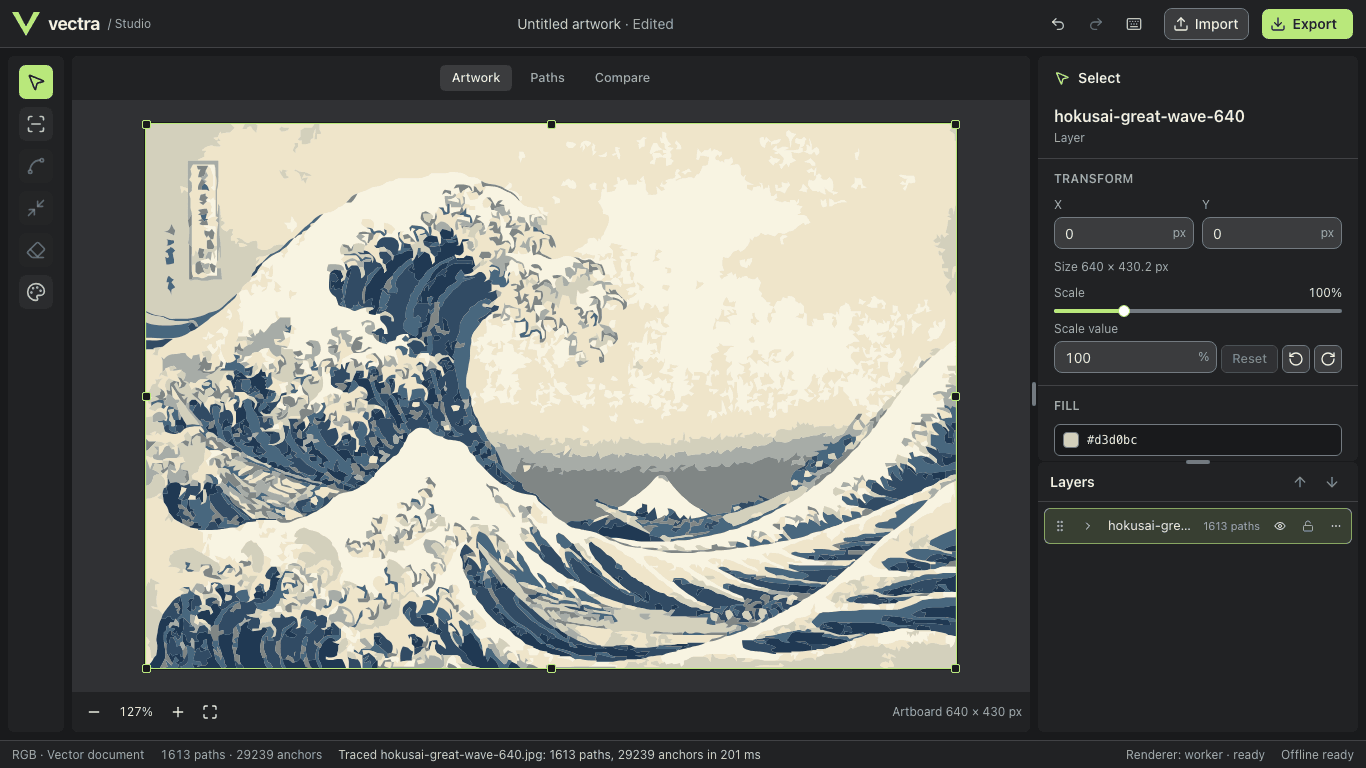 vectra / Studio
Untitled artwork · Edited
Import
Export
Artwork
Paths
Compare
Select
hokusai-great-wave-640
Layer
TRANSFORM
X
Y
0 px
0 px
Size 640 × 430.2 px
Scale
100%
Scale value
100 %
Reset
FILL
#d3d0bc
Layers
hokusai-gre...
1613 paths
127%
Artboard 640 × 430 px
RGB · Vector document
1613 paths · 29239 anchors
Traced hokusai-great-wave-640.jpg: 1613 paths, 29239 anchors in 201 ms
Renderer: worker · ready
Offline ready